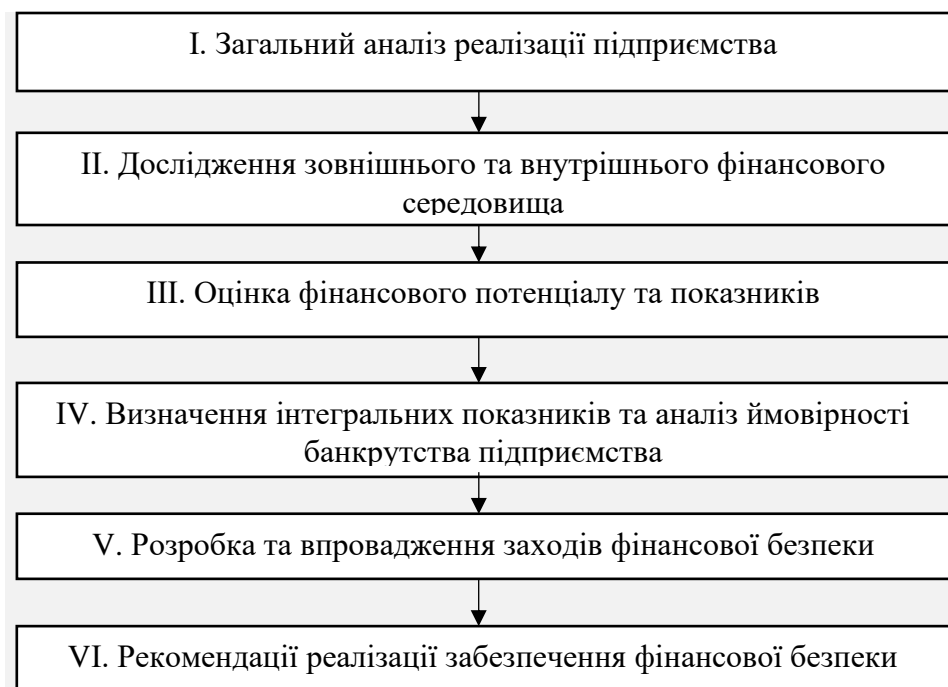 I. Загальний аналіз реалізації підприємства
II. Дослідження зовнішнього та внутрішнього фінансового
середовища
III. Оцінка фінансового потенціалу та показників
IV. Визначення інтегральних показників та аналіз ймовірності
банкрутства підприємства
V. Розробка та впровадження заходів фінансової безпеки
VI. Рекомендації реалізації забезпечення фінансової безпеки